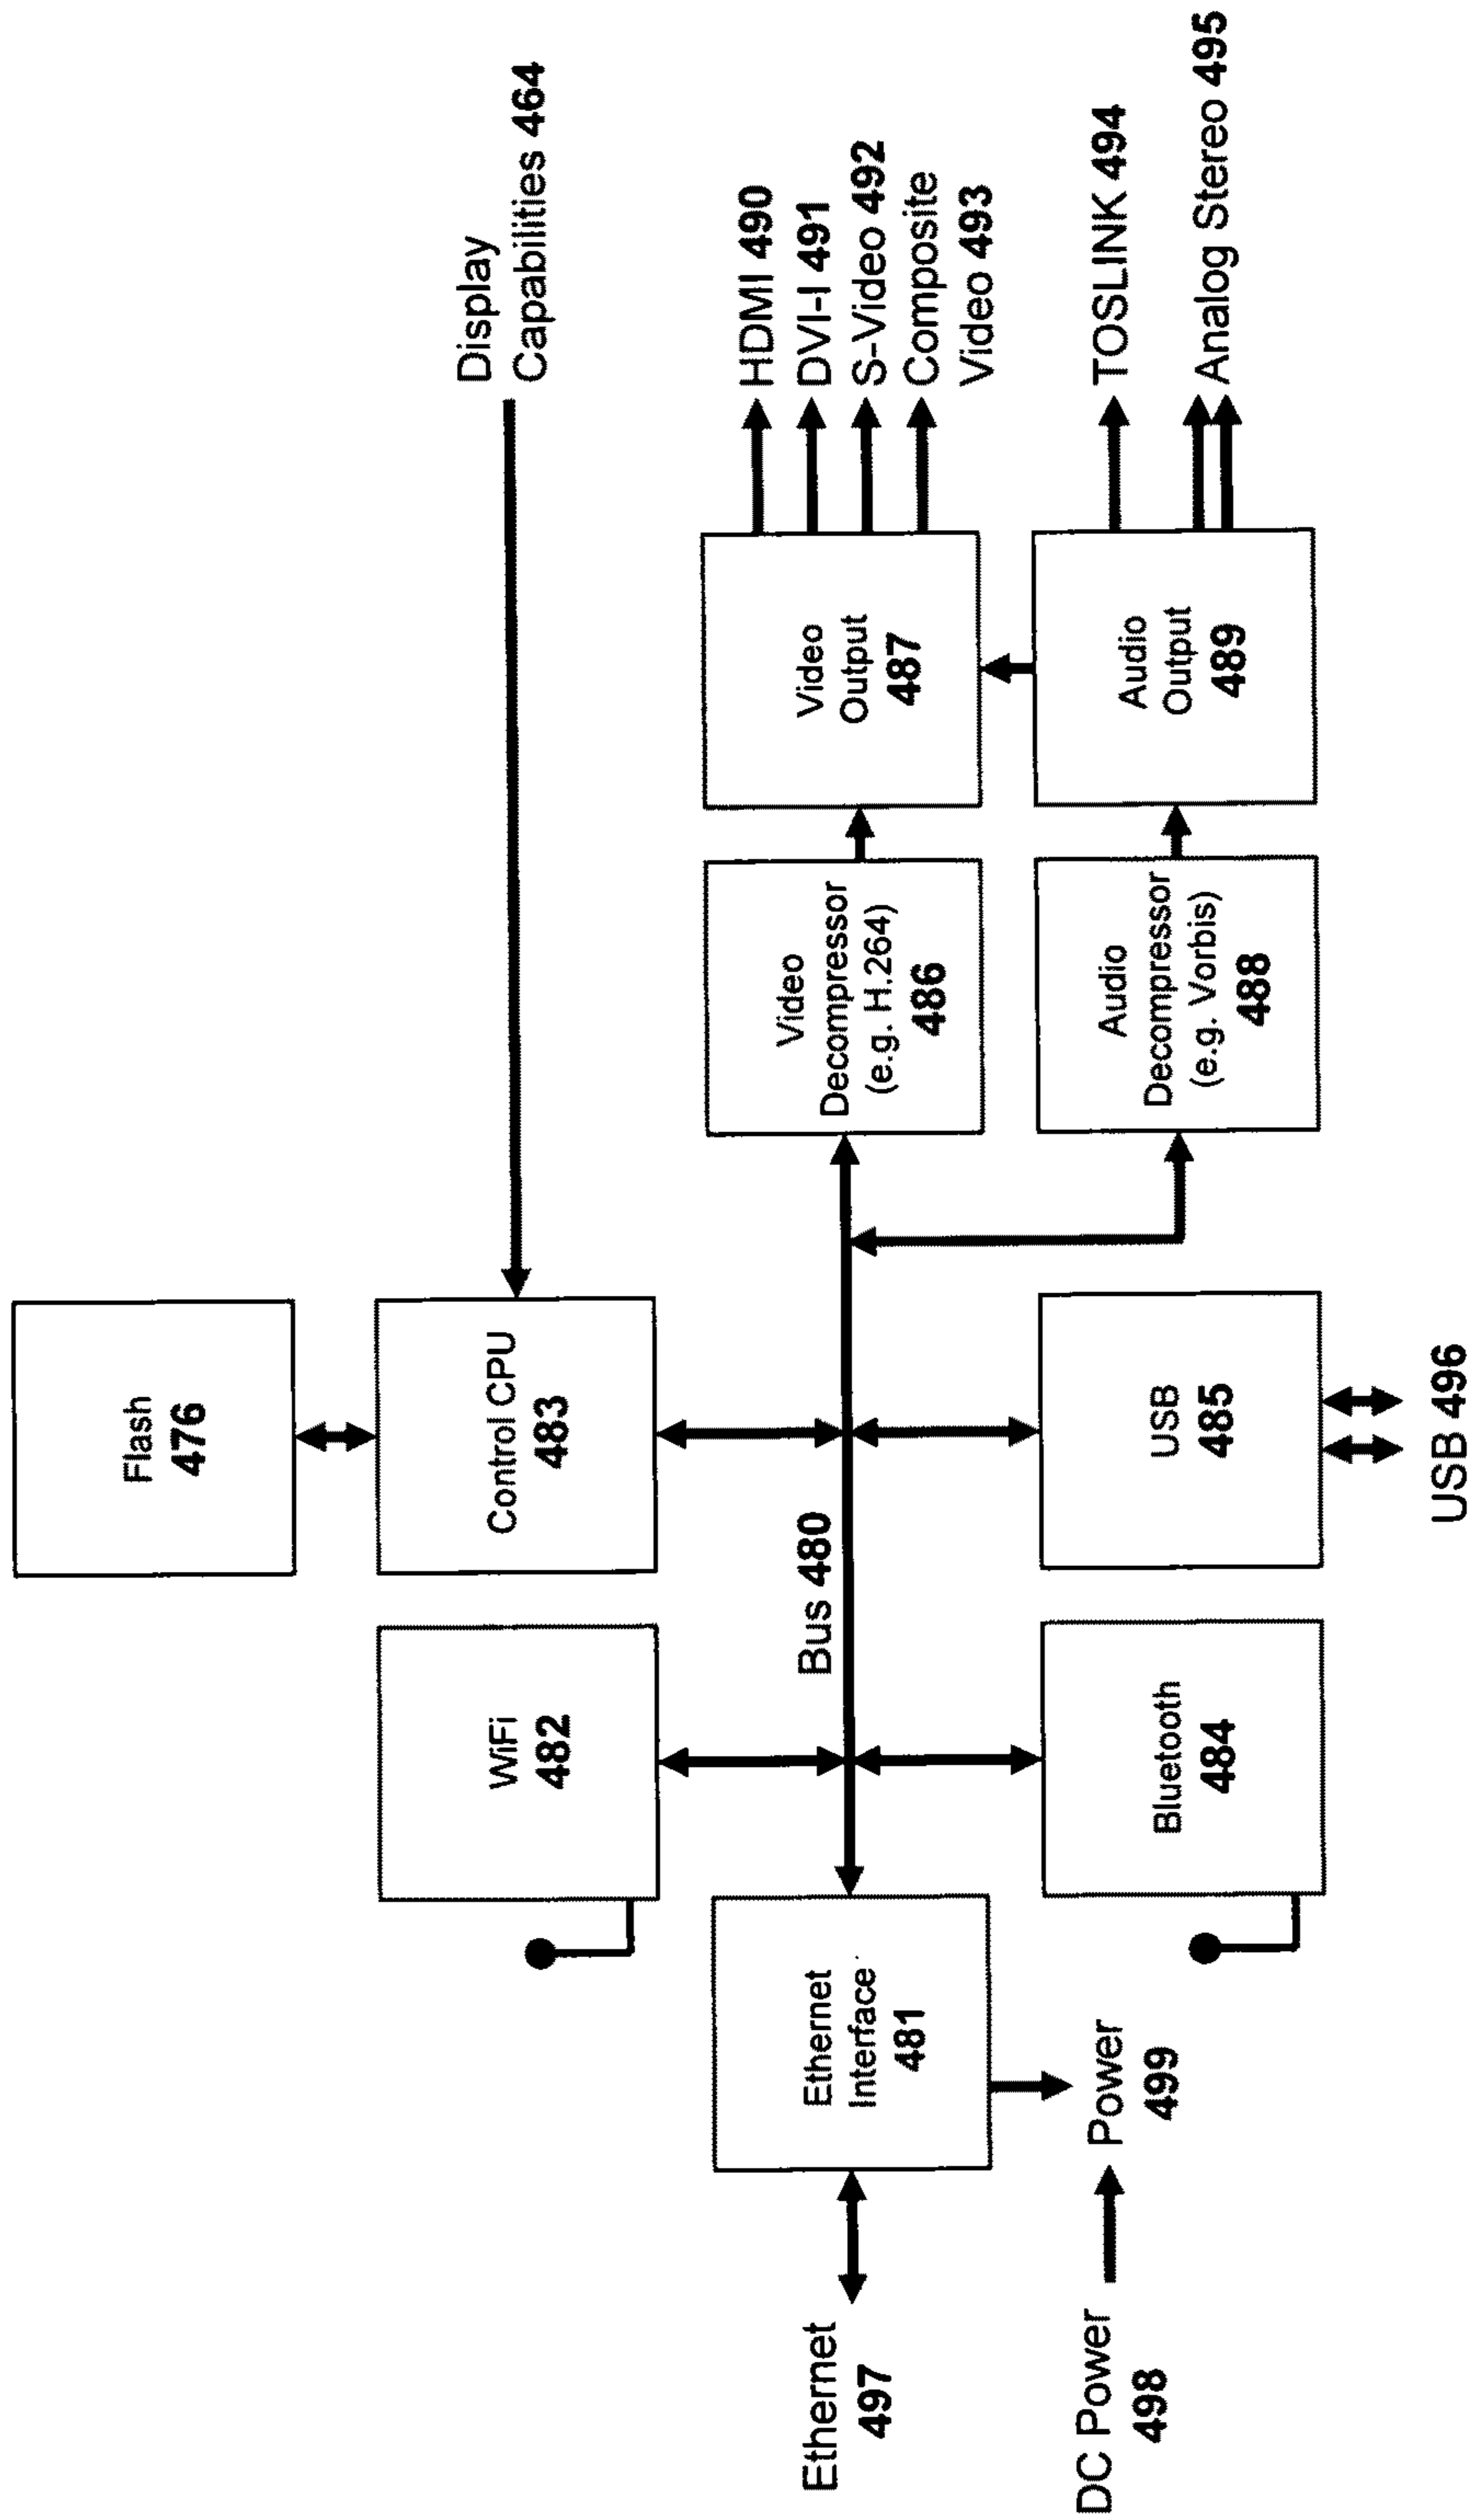 Flash
476
Display
Capabilities 464
WiFi
482
Control CPU
483
HDMI 490
DVI-I 491
S-Video 492
Composite
Video 493
Ethernet
497
Ethernet
Interface
481
Bus 480
Video
Decompressor
(e.g. H.264)
486
Video
Output
487
TOSLINK 494
Analog Stereo 495
DC Power
498
Power
499
Bluetooth
484
USB
485
Audio
Decompressor
(e.g. Vorbis)
488
Audio
Output
489
USB 496